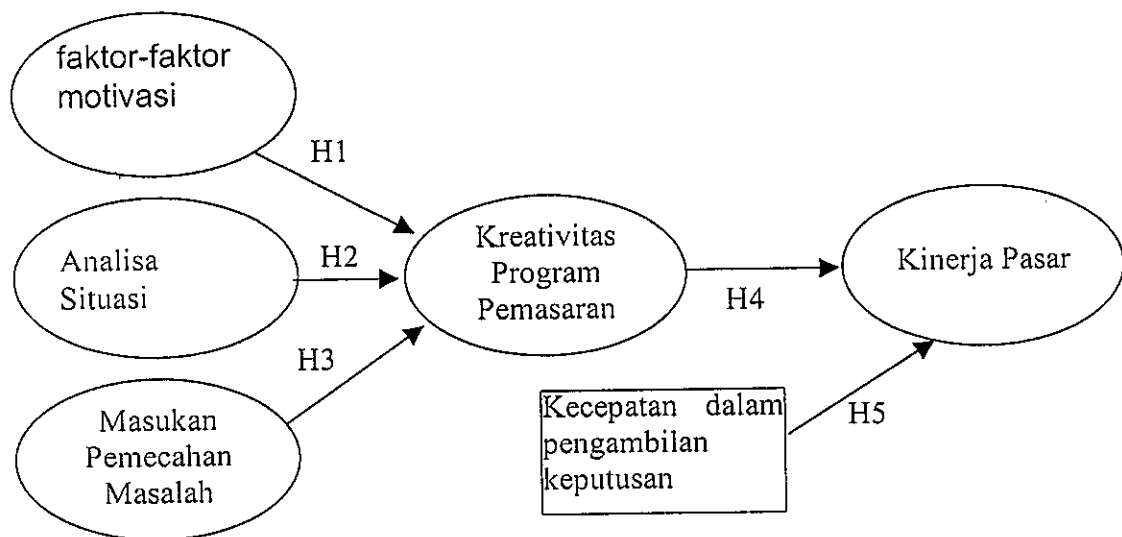 faktor-faktor
motivasi
H1
Analisa
Situasi
H2
Masukan
Pemecahan
Masalah
H3
Kreativitas
Program
Pemasaran
H4
Kinerja Pasar
Kecepatan dalam
pengambilan
keputusan
H5